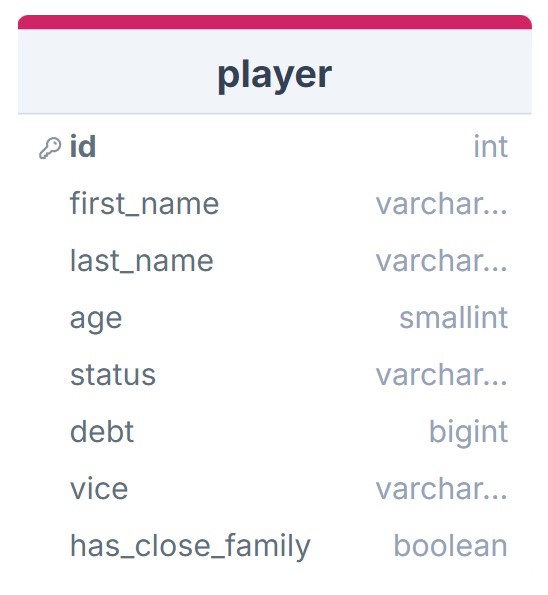 player
id int
first_name varchar...
last_name varchar...
age smallint
status varchar...
debt bigint
vice varchar...
has_close_family boolean